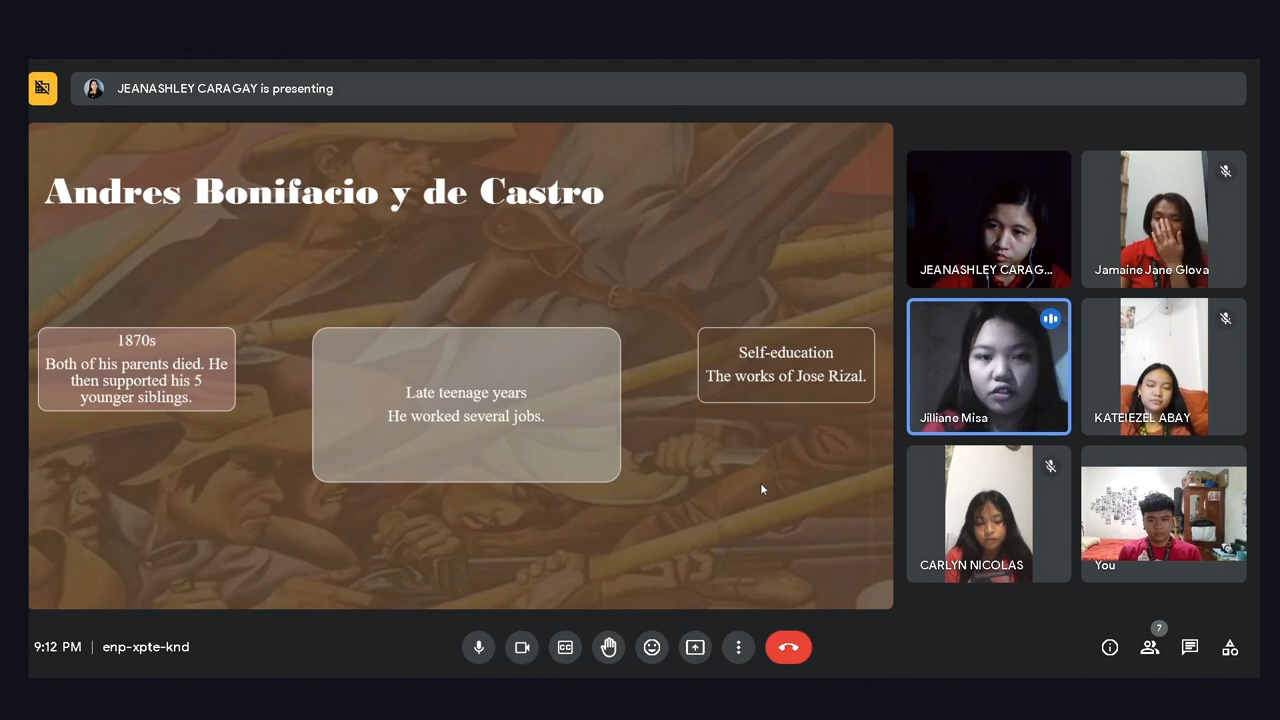 JEANASHLEY CARAGAY is presenting
Andres Bonifacio y de Castro
1870s
Both of his parents died. He
then supported his 5
younger siblings.
Late teenage years
He worked several jobs.
Self-education
The works of Jose Rizal.
JEANASHLEY CARAG...
Jamaine Jane Glova
Jilliane Misa
KATEIEZEL ABAY
CARLYN NICOLAS
You
9:12 PM | enp-xpte-knd
CC
7